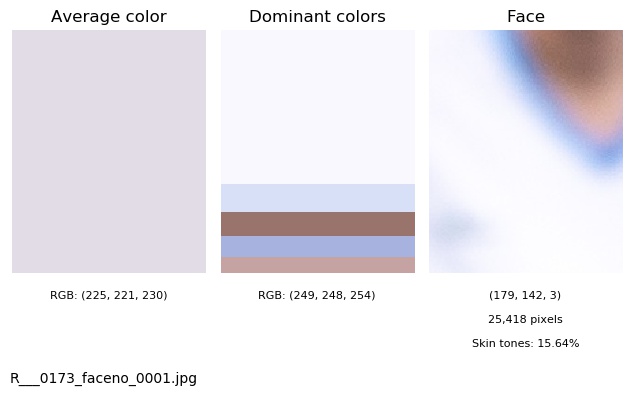 Average color
Dominant colors
Face
RGB: (225, 221, 230)
RGB: (249, 248, 254)
(179, 142, 3)
25,418 pixels
Skin tones: 15.64%
R___0173_faceno_0001.jpg